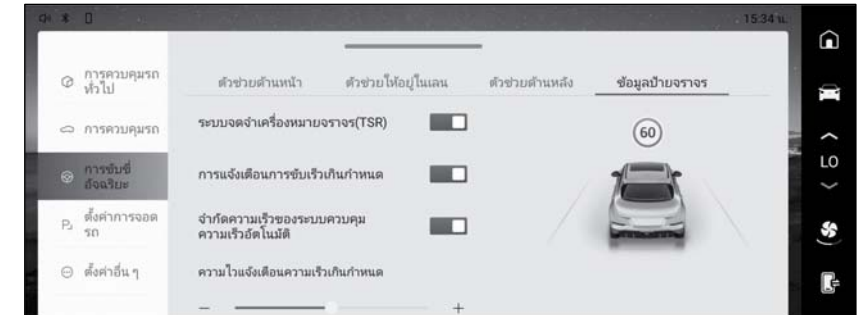 15:34 น.
การควบคุมรถ
ทั่วไป
การควบคุมรถ
การขับขี่
อัจฉริยะ
ตั้งค่าการจอด
รถ
ตั้งค่าอื่น ๆ
ตัวช่วยด้านหน้า
ตัวช่วยให้อยู่ในเลน
ตัวช่วยด้านหลัง
ข้อมูลป้ายจราจร
ระบบจดจำเครื่องหมายจราจร(TSR)
การแจ้งเตือนการขับเร็วเกินกำหนด
จำกัดความเร็วของระบบควบคุม
ความเร็วอัตโนมัติ
ความไวแจ้งเตือนความเร็วเกินกำหนด
− +
60
LO